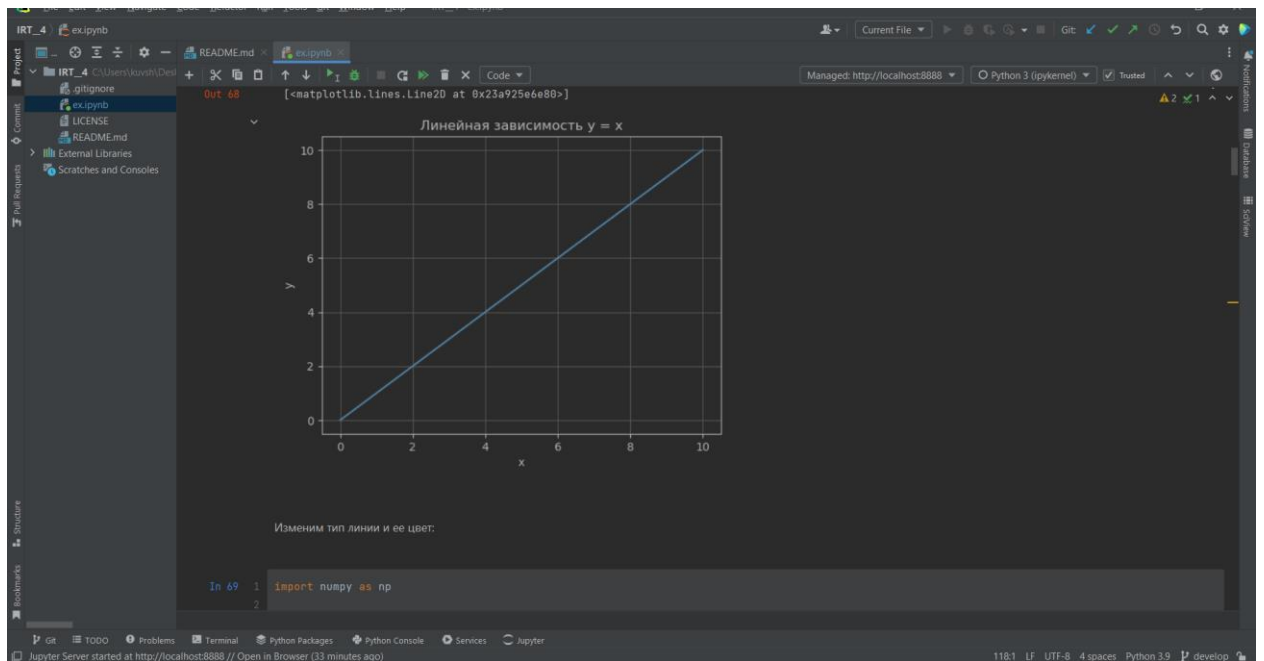 IRT_4 ex.ipynb Current File Git:
Project README.md ex.ipynb
IRT_4 C:\Users\kuvsh\Des Code Managed: http://localhost:8888 Python 3 (ipykernel) Trusted
.gitignore
ex.ipynb
LICENSE
README.md
External Libraries
Scratches and Consoles
Commit
Pull Requests
Structure
Bookmarks
Out 68 [<matplotlib.lines.Line2D at 0x23a925e6e80>]
2 1
Линейная зависимость y = x
10
8
6
4
2
0
y
0 2 4 6 8 10
x
Изменим тип линии и ее цвет:
In 69 1 import numpy as np
2
Notifications
Database
SciView
Git TODO Problems Terminal Python Packages Python Console Services Jupyter
Jupyter Server started at http://localhost:8888 // Open in Browser (33 minutes ago) 118:1 LF UTF-8 4 spaces Python 3.9 develop